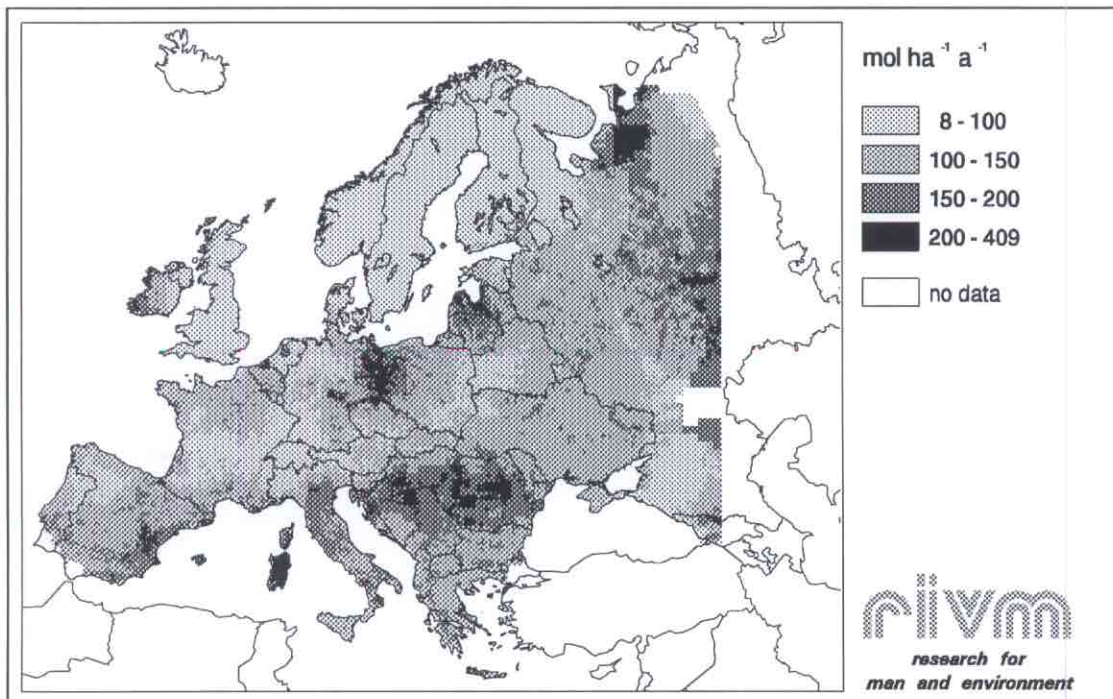 mol ha⁻¹ a⁻¹
8 - 100
100 - 150
150 - 200
200 - 409
no data
rivm
research for
man and environment